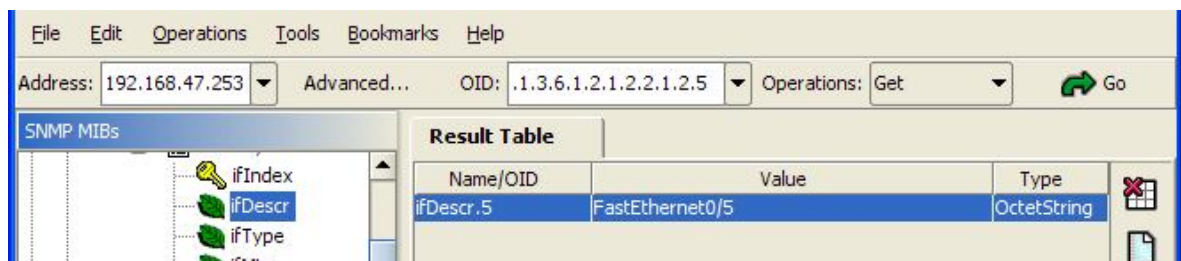 File Edit Operations Tools Bookmarks Help
Address: 192.168.47.253 Advanced... OID: .1.3.6.1.2.1.2.2.1.2.5 Operations: Get Go
SNMP MIBs
ifIndex
ifDescr
ifType
Result Table
Name/OID Value Type
ifDescr.5 FastEthernet0/5 OctetString